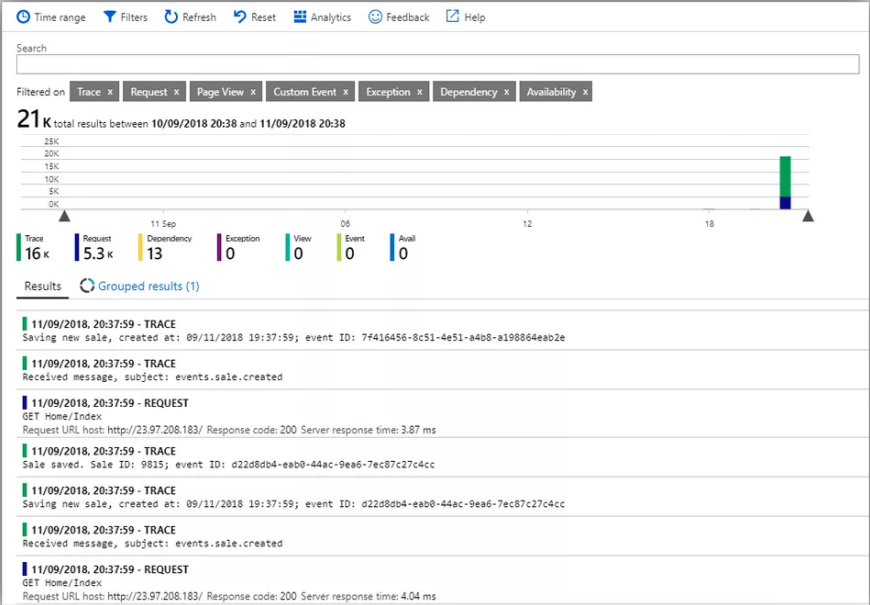 Time range Filters Refresh Reset Analytics Feedback Help
Search
Filtered on Trace x Request x Page View x Custom Event x Exception x Dependency x Availability x
21K total results between 10/09/2018 20:38 and 11/09/2018 20:38
25K
20K
15K
10K
5K
0K
11 Sep 06 12 18
Trace Request Dependency Exception View Event Avail
16 K 5.3 K 13 0 0 0 0
Results Grouped results (1)
11/09/2018, 20:37:59 - TRACE
Saving new sale, created at: 09/11/2018 19:37:59; event ID: 7f416456-8c51-4e51-a4b8-a198864eab2e
11/09/2018, 20:37:59 - TRACE
Received message, subject: events.sale.created
11/09/2018, 20:37:59 - REQUEST
GET Home/Index
Request URL host: http://23.97.208.183/ Response code: 200 Server response time: 3.87 ms
11/09/2018, 20:37:59 - TRACE
Sale saved. Sale ID: 9815; event ID: d22d8db4-eab0-44ac-9ea6-7ec87c27c4cc
11/09/2018, 20:37:59 - TRACE
Saving new sale, created at: 09/11/2018 19:37:59; event ID: d22d8db4-eab0-44ac-9ea6-7ec87c27c4cc
11/09/2018, 20:37:59 - TRACE
Received message, subject: events.sale.created
11/09/2018, 20:37:59 - REQUEST
GET Home/Index
Request URL host: http://23.97.208.183/ Response code: 200 Server response time: 4.04 ms